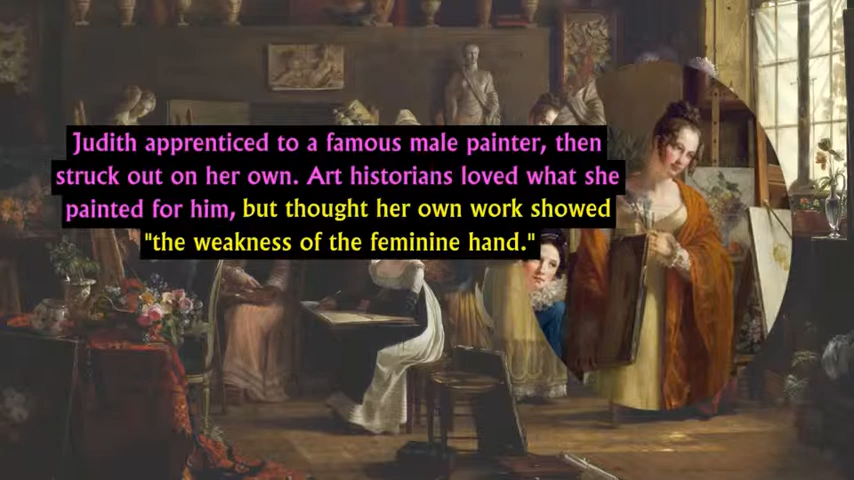 Judith apprenticed to a famous male painter, then
struck out on her own. Art historians loved what she
painted for him, but thought her own work showed
"the weakness of the feminine hand."